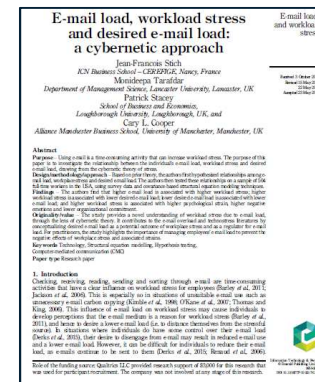 E-mail load, workload stress
and desired e-mail load:
a cybernetic approach
E-mail load
and workload
stress
Jean-Francois Stich
ICN Business School – CEREFIGE, Nancy, France
Monideepa Tarafdar
Department of Management Science, Lancaster University, Lancaster, UK
Patrick Stacey
School of Business and Economics,
Loughborough University, Loughborough, UK, and
Cary L. Cooper
Alliance Manchester Business School, University of Manchester, Manchester, UK
Abstract
Purpose – Using e-mail is a time-consuming activity that can increase workload stress. The purpose of this
paper is to investigate the relationship between the individual's e-mail load, workload stress and desired
e-mail load, drawing from the cybernetic theory of stress.
Design/methodology/approach – Based on prior theory, the authors first hypothesized relationships among e-
mail load, workplace stress and desired email load. The authors then tested these relationships on a sample of 504
full-time workers in the USA, using survey data and covariance-based structural equation modeling techniques.
Findings – The authors find that higher e-mail load is associated with higher workload stress; higher
workload stress is associated with lower desired e-mail load; lower desired e-mail load is associated with lower
e-mail load; and higher workload stress is associated with higher psychological strain, higher negative
emotions and lower organizational commitment.
Originality/value – The study provides a novel understanding of workload stress due to e-mail load,
through the lens of cybernetic theory. It contributes to the e-mail overload and technostress literatures by
conceptualizing desired e-mail load as a potential outcome of workplace stress and as a regulator for e-mail
load. For practitioners, the study highlights the importance of managing employees' e-mail load to prevent the
negative effects of workplace stress and associated strains.
Keywords Technology, Structural equation modeling, Hypothesis testing,
Computer-mediated communication (CMC)
Paper type Research paper
1. Introduction
Checking, receiving, reading, sending and sorting through e-mail are time-consuming
activities that have a clear influence on workload stress for employees (Barley et al., 2011;
Jackson et al., 2006). This is especially so in situations of unsuitable e-mail use such as
unnecessary e-mail carbon copying
King, 2006). This influence of e-mail load on workload stress may cause individuals to
develop perceptions that the e-mail medium is a reason for workload stress (Barley et al.,
2011), and hence to desire a lower e-mail load (i.e. to distance themselves from the stressful
source). In situations where individuals do have some control over their e-mail load
(Derks et al., 2015), their desire to disengage from e-mail may result in reduced e-mail use
and a lower e-mail load. However, it can be difficult for individuals to reduce their e-mail
load, as e-mails continue to be sent to them (Derks et al., 2015; Renaud et al., 2006).
Role of the funding source: Qualtrics LLC provided research support of $3,000 for this research that
was used for participant recruitment. The company was not involved at any stage of this research.